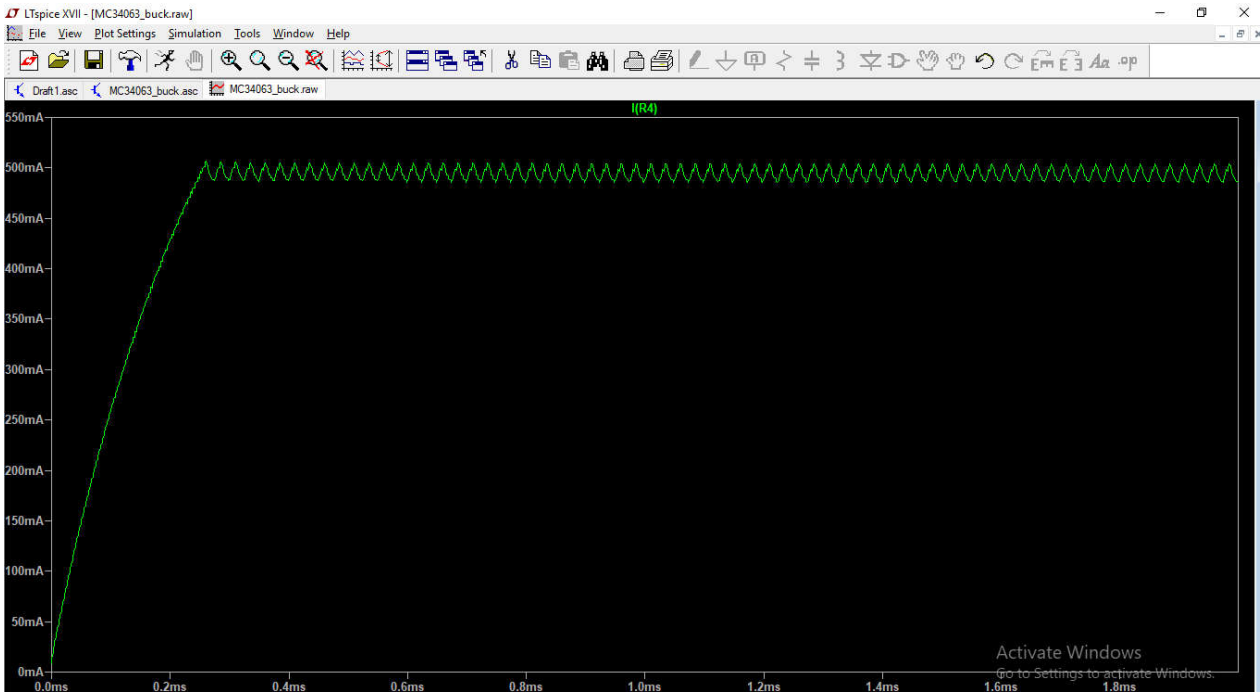 LTspice XVII - [MC34063_buck.raw]
File View Plot Settings Simulation Tools Window Help
Draft1.asc MC34063_buck.asc MC34063_buck.raw
I(R4)
550mA
500mA
450mA
400mA
350mA
300mA
250mA
200mA
150mA
100mA
50mA
0mA
0.0ms 0.2ms 0.4ms 0.6ms 0.8ms 1.0ms 1.2ms 1.4ms 1.6ms 1.8ms
Activate Windows
Go to Settings to activate Windows.